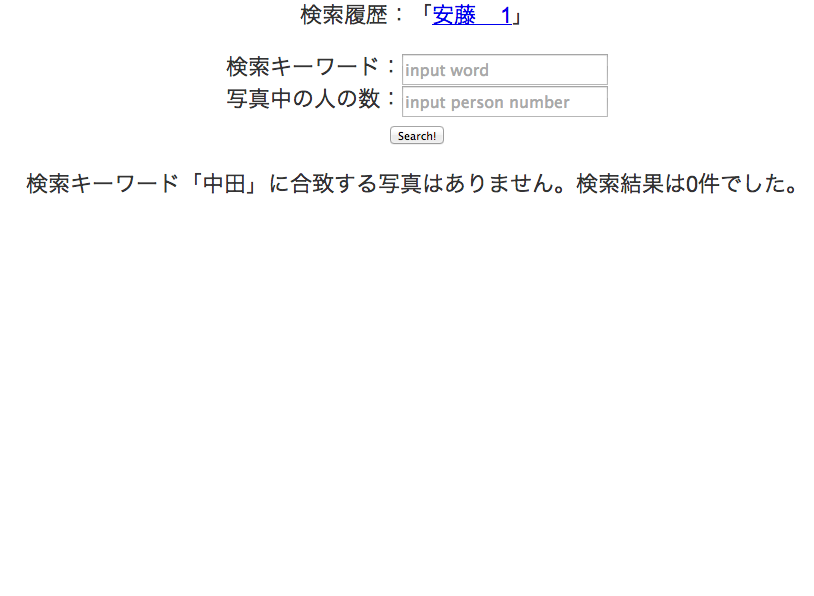 検索履歴：「安藤　1」
検索キーワード：input word
写真中の人の数：input person number
Search!
検索キーワード「中田」に合致する写真はありません。検索結果は0件でした。